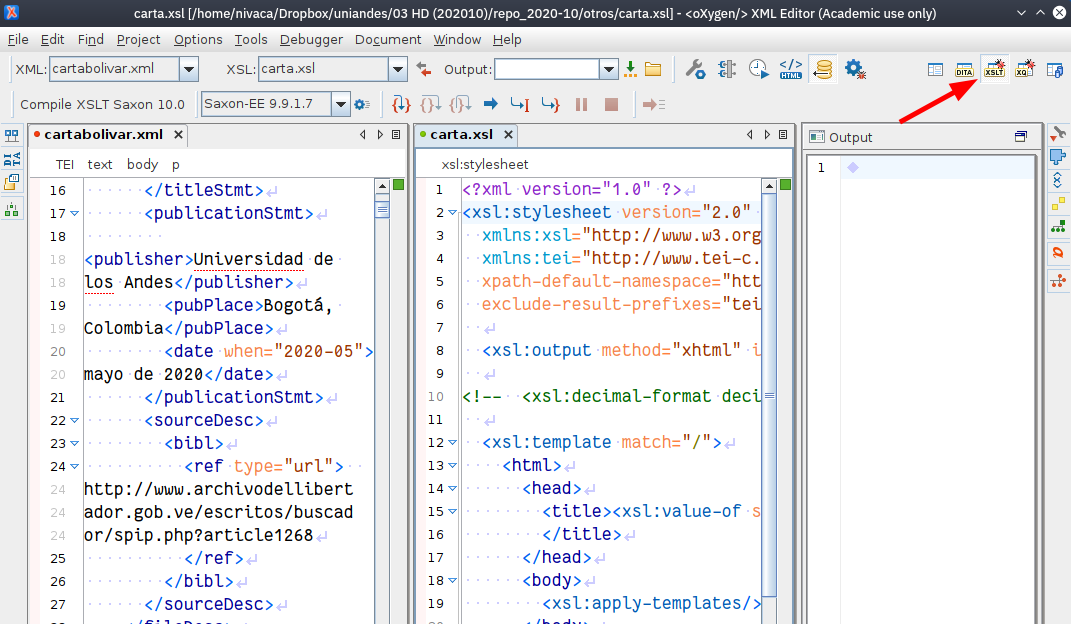 carta.xsl [/home/nivaca/Dropbox/uniandes/03 HD (202010)/repo_2020-10/otros/carta.xsl] - <oXygen/> XML Editor (Academic use only)
File Edit Find Project Options Tools Debugger Document Window Help
XML: cartabolivar.xml XSL: carta.xsl Output: HTML DITA XSLT XQ
Compile XSLT Saxon 10.0 Saxon-EE 9.9.1.7
cartabolivar.xml
TEI text body p
16 </titleStmt>
17 <publicationStmt>
18
18 <publisher>Universidad de
18 los Andes</publisher>
19 <pubPlace>Bogotá,
19 Colombia</pubPlace>
20 <date when="2020-05">
20 mayo de 2020</date>
21 </publicationStmt>
22 <sourceDesc>
23 <bibl>
24 <ref type="url">
24 http://www.archivodellibert
24 ador.gob.ve/escritos/buscad
24 or/spip.php?article1268
25 </ref>
26 </bibl>
27 </sourceDesc>
carta.xsl
xsl:stylesheet
1 <?xml version="1.0" ?>
2 <xsl:stylesheet version="2.0"
3 xmlns:xsl="http://www.w3.org
4 xmlns:tei="http://www.tei-c.
5 xpath-default-namespace="htt
6 exclude-result-prefixes="tei
7
8 <xsl:output method="xhtml" i
9
10 <!-- <xsl:decimal-format deci
11
12 <xsl:template match="/">
13 <html>
14 <head>
15 <title><xsl:value-of s
16 </title>
17 </head>
18 <body>
19 <xsl:apply-templates/>
Output
1